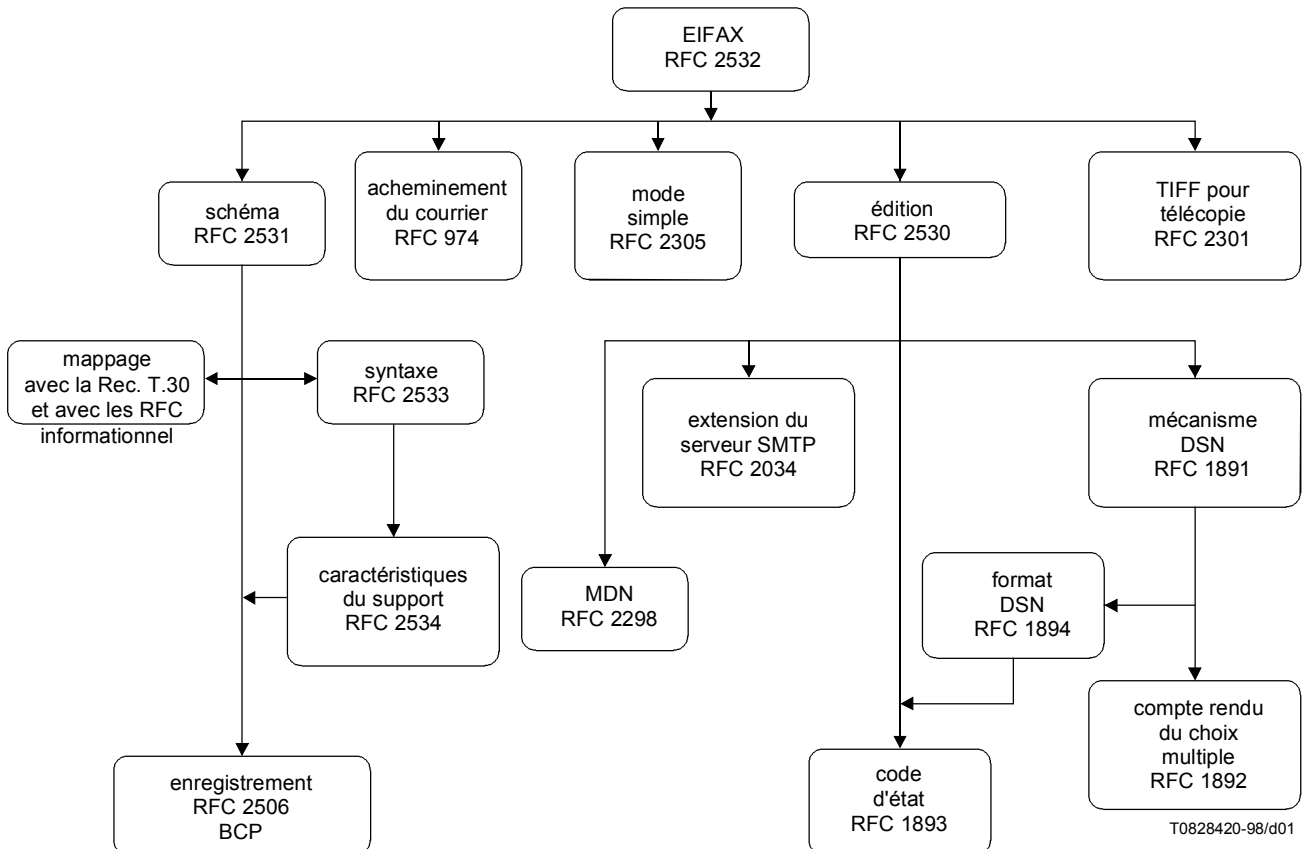 EIFAX
RFC 2532
schéma
RFC 2531
acheminement
du courrier
RFC 974
mode
simple
RFC 2305
édition
RFC 2530
TIFF pour
télécopie
RFC 2301
mappage
avec la Rec. T.30
et avec les RFC
informationnel
syntaxe
RFC 2533
extension du
serveur SMTP
RFC 2034
mécanisme
DSN
RFC 1891
caractéristiques
du support
RFC 2534
MDN
RFC 2298
format
DSN
RFC 1894
enregistrement
RFC 2506
BCP
code
d'état
RFC 1893
compte rendu
du choix
multiple
RFC 1892
T0828420-98/d01